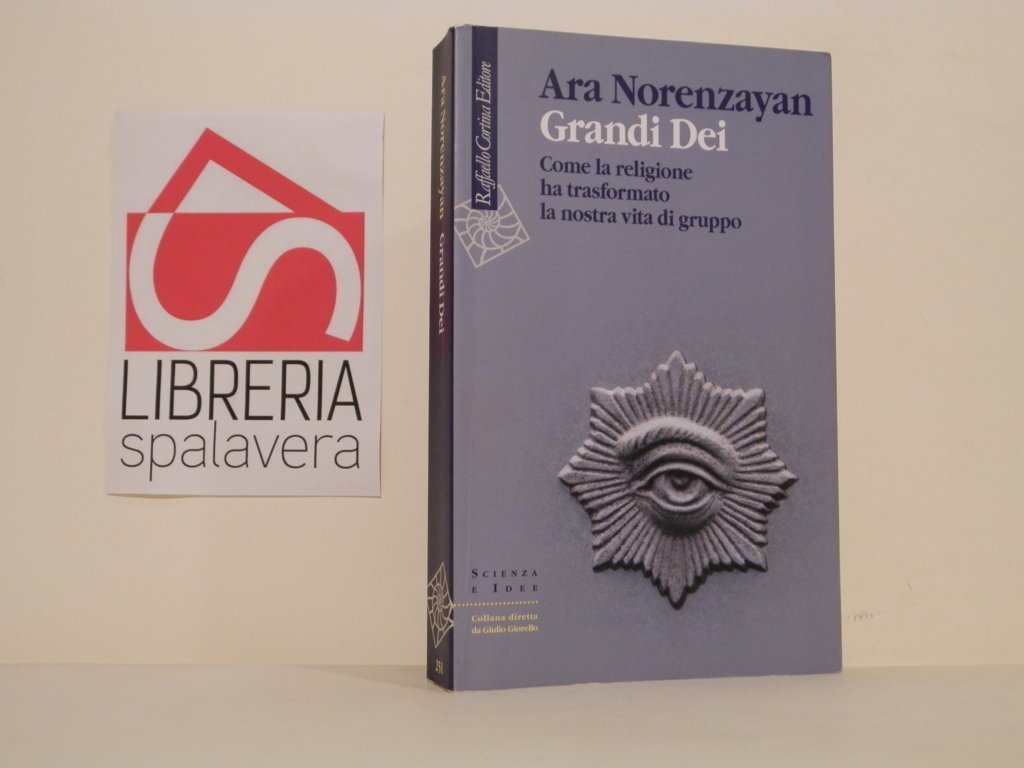 LIBRERIA
spalavera
Ara Norenzayan Grandi Dei
251
Raffaello Cortina Editore
Ara Norenzayan
Grandi Dei
Come la religione
ha trasformato
la nostra vita di gruppo
SCIENZA
E IDEE
Collana diretta
da Giulio Giorello